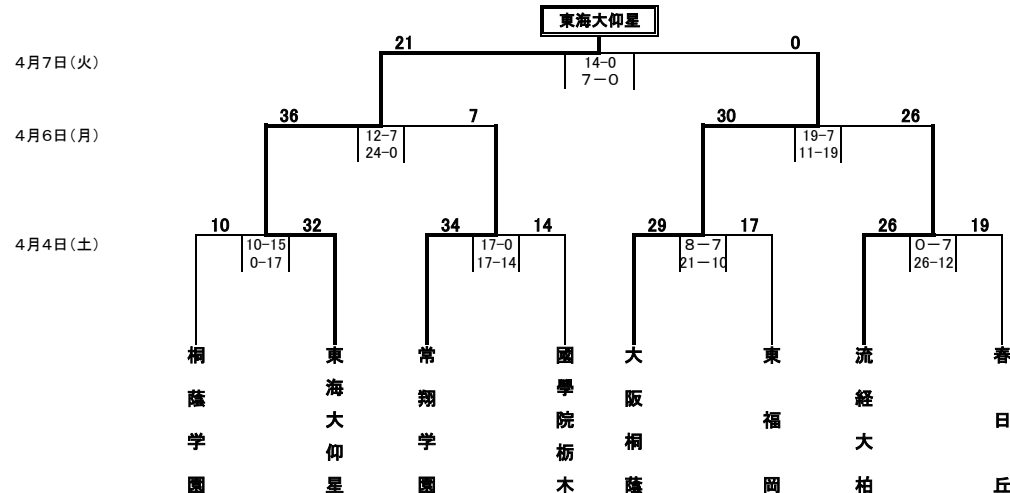 東海大仰星
21
0
4月7日(火)
14-0
7－0
36
7
30
26
4月6日(月)
12-7
19-7
24-0
11-19
10
32
34
14
29
17
26
19
4月4日(土)
10-15
17-0
8－7
0－7
0-17
17-14
21－10
26-12
桐蔭学園
東海大仰星
常翔学園
國學院栃木
大阪桐蔭
東福岡
流経大柏
春日丘